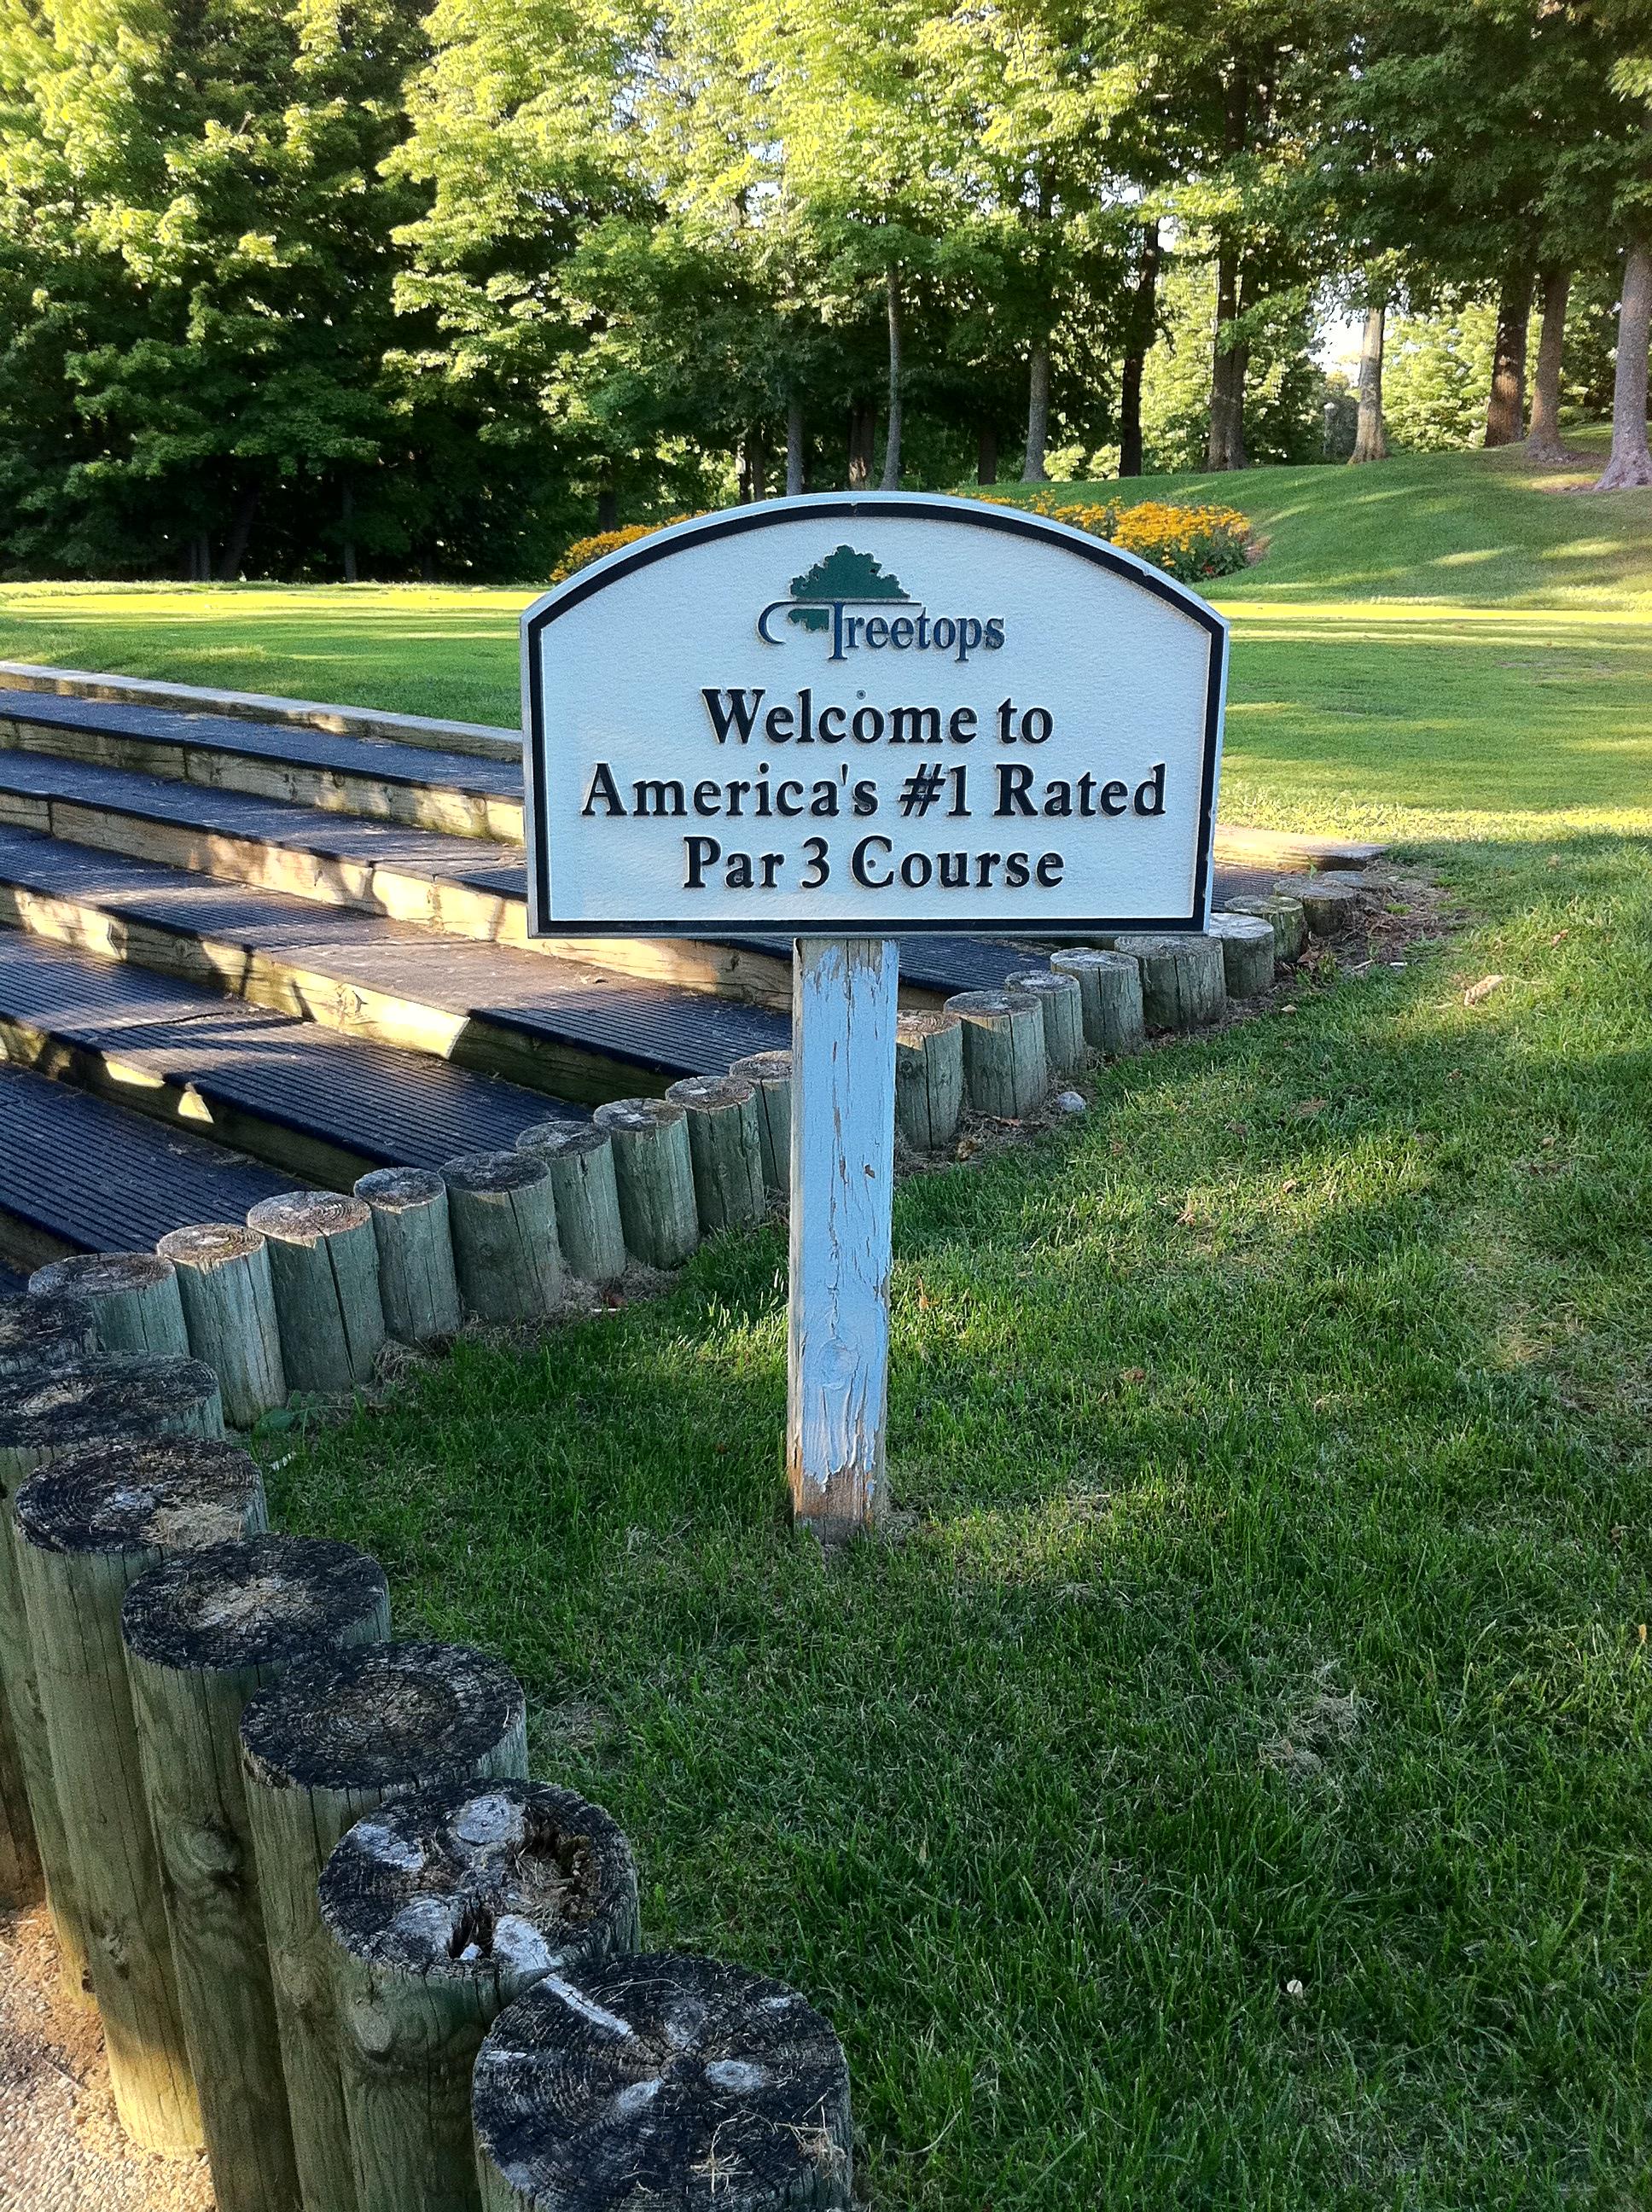 Treetops
Welcome to
America's #1 Rated
Par 3 Course